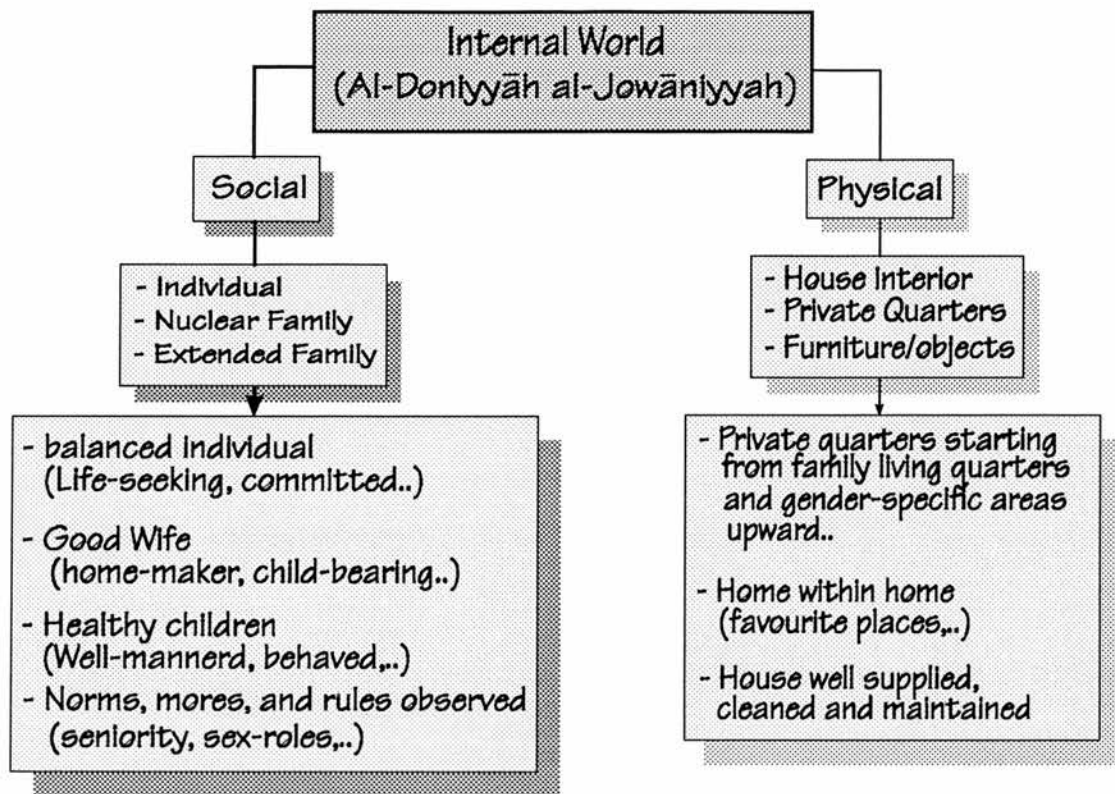 Internal World
(Al-Doniyyāh al-Jowāniyyah)
Social
- Individual
- Nuclear Family
- Extended Family
- balanced Individual
(Life-seeking, committed..)
- Good Wife
(home-maker, child-bearing..)
- Healthy children
(Well-mannerd, behaved,..)
- Norms, mores, and rules observed
(seniority, sex-roles,..)
Physical
- House interior
- Private Quarters
- Furniture/objects
- Private quarters starting
from family living quarters
and gender-specific areas
upward..
- Home within home
(favourite places,..)
- House well supplied,
cleaned and maintained